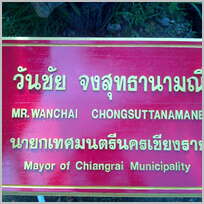 วันชัย จงสุทธานามณี
MR.WANCHAI CHONGSUTTANAMANE
นายกเทศมนตรีนครเชียงราย
Mayor of Chiangrai Municipality